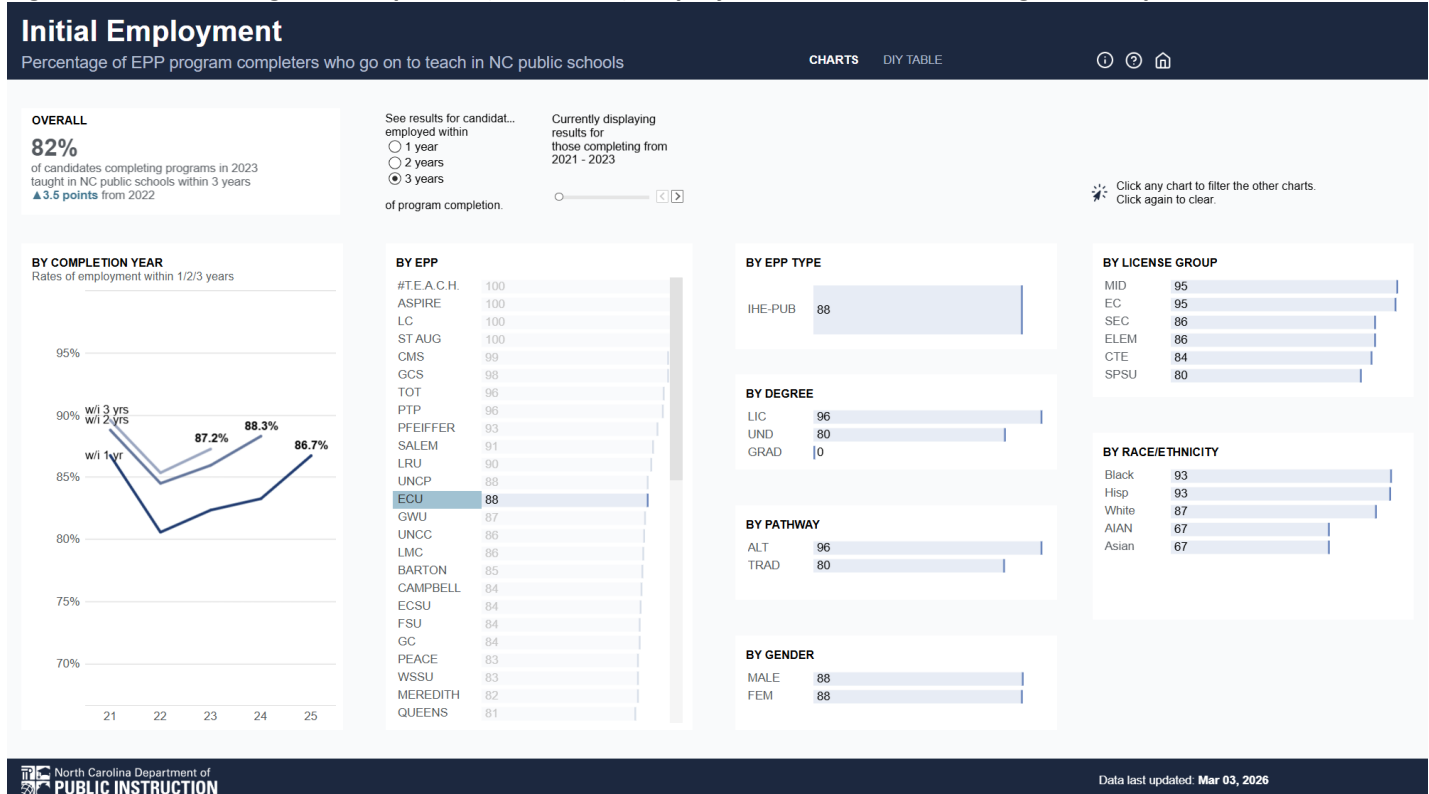 Initial Employment
Percentage of EPP program completers who go on to teach in NC public schools
CHARTS
DIY TABLE
OVERALL
82%
of candidates completing programs in 2023
taught in NC public schools within 3 years
▲3.5 points from 2022
See results for candidat...
employed within
1 year
2 years
3 years
of program completion.
Currently displaying
results for
those completing from
2021 - 2023
Click any chart to filter the other charts.
Click again to clear.
BY COMPLETION YEAR
Rates of employment within 1/2/3 years
95%
90%
85%
80%
75%
70%
w/i 3 yrs
w/i 2 yrs
w/i 1 yr
87.2%
88.3%
86.7%
21 22 23 24 25
BY EPP
#T.E.A.C.H. 100
ASPIRE 100
LC 100
ST AUG 100
CMS 99
GCS 98
TOT 96
PTP 96
PFEIFFER 93
SALEM 91
LRU 90
UNCP 88
ECU 88
GWU 87
UNCC 86
LMC 86
BARTON 85
CAMPBELL 84
ECSU 84
FSU 84
GC 84
PEACE 83
WSSU 83
MEREDITH 82
QUEENS 81
BY EPP TYPE
IHE-PUB 88
BY DEGREE
LIC 96
UND 80
GRAD 0
BY PATHWAY
ALT 96
TRAD 80
BY GENDER
MALE 88
FEM 88
BY LICENSE GROUP
MID 95
EC 95
SEC 86
ELEM 86
CTE 84
SPSU 80
BY RACE/ETHNICITY
Black 93
Hisp 93
White 87
AIAN 67
Asian 67
North Carolina Department of
PUBLIC INSTRUCTION
Data last updated: Mar 03, 2026